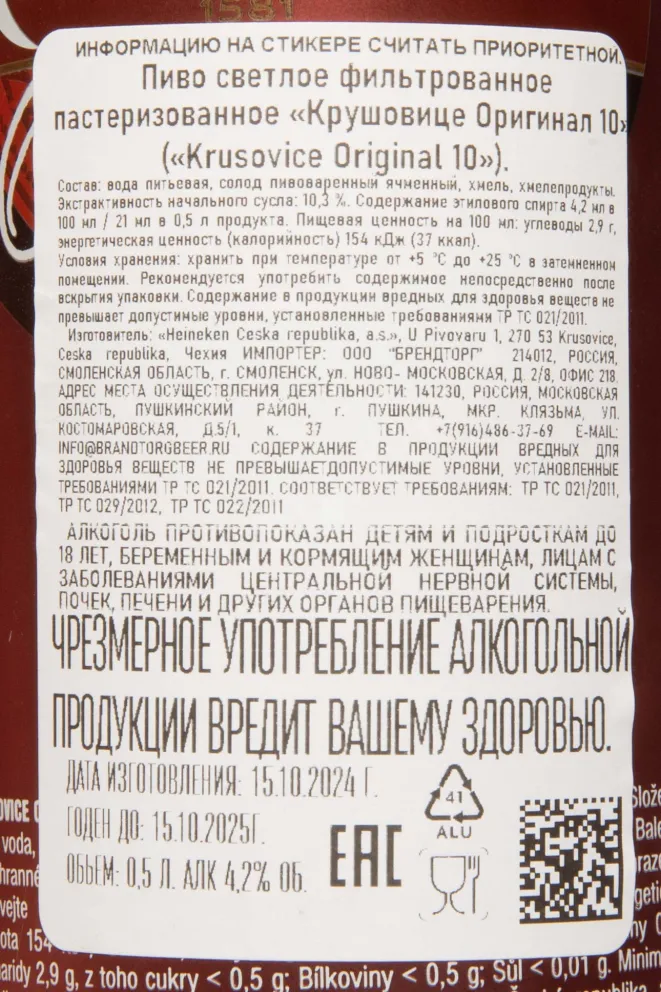 1581
ИНФОРМАЦИЮ НА СТИКЕРЕ СЧИТАТЬ ПРИОРИТЕТНОЙ.
Пиво светлое фильтрованное
пастеризованное «Крушовице Оригинал 10»
(«Krusovice Original 10»).
Состав: вода питьевая, солод пивоваренный ячменный, хмель, хмелепродукты.
Экстрактивность начального сусла: 10,3 %. Содержание этилового спирта 4,2 мл в
100 мл / 21 мл в 0,5 л продукта. Пищевая ценность на 100 мл: углеводы 2,9 г,
энергетическая ценность (калорийность) 154 кДж (37 ккал).
Условия хранения: хранить при температуре от +5 °С до +25 °С в затемненном
помещении. Рекомендуется употребить содержимое непосредственно после
вскрытия упаковки. Содержание в продукции вредных для здоровья веществ не
превышает допустимые уровни, установленные требованиями ТР ТС 021/2011.
Изготовитель: «Heineken Ceska republika, a.s.», U Pivovaru 1, 270 53 Krusovice,
Ceska republika, Чехия ИМПОРТЕР: ООО "БРЕНДТОРГ" 214012, РОССИЯ,
СМОЛЕНСКАЯ ОБЛАСТЬ, г. СМОЛЕНСК, ул. НОВО- МОСКОВСКАЯ, Д. 2/8, ОФИС 218.
АДРЕС МЕСТА ОСУЩЕСТВЛЕНИЯ ДЕЯТЕЛЬНОСТИ: 141230, РОССИЯ, МОСКОВСКАЯ
ОБЛАСТЬ, ПУШКИНСКИЙ РАЙОН, г. ПУШКИНА, МКР. КЛЯЗЬМА, УЛ.
КОСТОМАРОВСКАЯ, Д.5/1, к. 37 ТЕЛ. +7(916)486-37-69 E-MAIL:
INFO@BRANDTORGBEER.RU СОДЕРЖАНИЕ В ПРОДУКЦИИ ВРЕДНЫХ ДЛЯ
ЗДОРОВЬЯ ВЕЩЕСТВ НЕ ПРЕВЫШАЕТДОПУСТИМЫЕ УРОВНИ, УСТАНОВЛЕННЫЕ
ТРЕБОВАНИЯМИ ТР ТС 021/2011. СООТВЕТСТВУЕТ ТРЕБОВАНИЯМ: ТР ТС 021/2011,
ТР ТС 029/2012, ТР ТС 022/2011
АЛКОГОЛЬ ПРОТИВОПОКАЗАН ДЕТЯМ И ПОДРОСТКАМ ДО
18 ЛЕТ, БЕРЕМЕННЫМ И КОРМЯЩИМ ЖЕНЩИНАМ, ЛИЦАМ С
ЗАБОЛЕВАНИЯМИ ЦЕНТРАЛЬНОЙ НЕРВНОЙ СИСТЕМЫ,
ПОЧЕК, ПЕЧЕНИ И ДРУГИХ ОРГАНОВ ПИЩЕВАРЕНИЯ.
ЧРЕЗМЕРНОЕ УПОТРЕБЛЕНИЕ АЛКОГОЛЬНОЙ
ПРОДУКЦИИ ВРЕДИТ ВАШЕМУ ЗДОРОВЬЮ.
ДАТА ИЗГОТОВЛЕНИЯ: 15.10.2024 Г.
ГОДЕН ДО: 15.10.2025Г.
ОБЬЕМ: 0,5 Л. АЛК 4,2% ОБ.
EAC
41
ALU
voda,
ota 154
aridy 2,9 g, z toho cukry < 0,5 g; Bílkoviny < 0,5 g; Sůl < 0,01 g. Minim